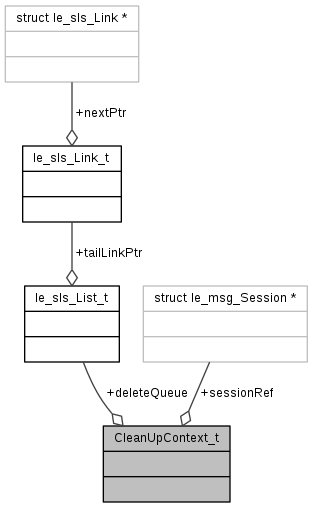 struct le_sls_Link *
+nextPtr
le_sls_Link_t
+tailLinkPtr
le_sls_List_t
struct le_msg_Session *
+deleteQueue
+sessionRef
CleanUpContext_t